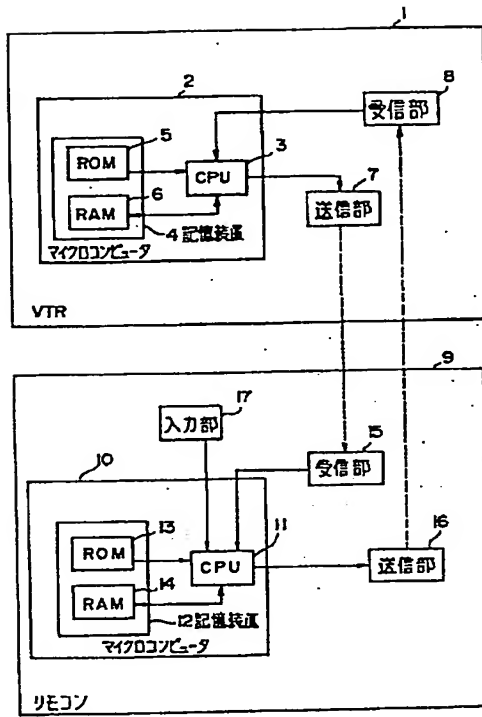 1
2
8
受信部
5
ROM
3
CPU
7
送信部
6
RAM
4 記憶装置
マイクロコンピュータ
VTR
9
17
入力部
15
受信部
10
13
ROM
11
CPU
16
送信部
14
RAM
12 記憶装置
マイクロコンピュータ
リモコン